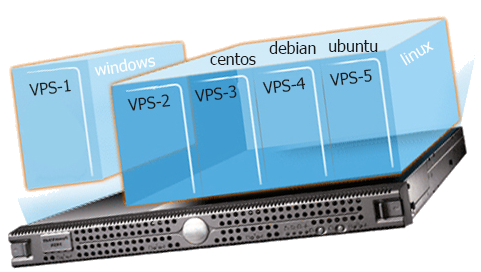 windows
VPS-1
centos
debian
ubuntu
linux
VPS-2
VPS-3
VPS-4
VPS-5